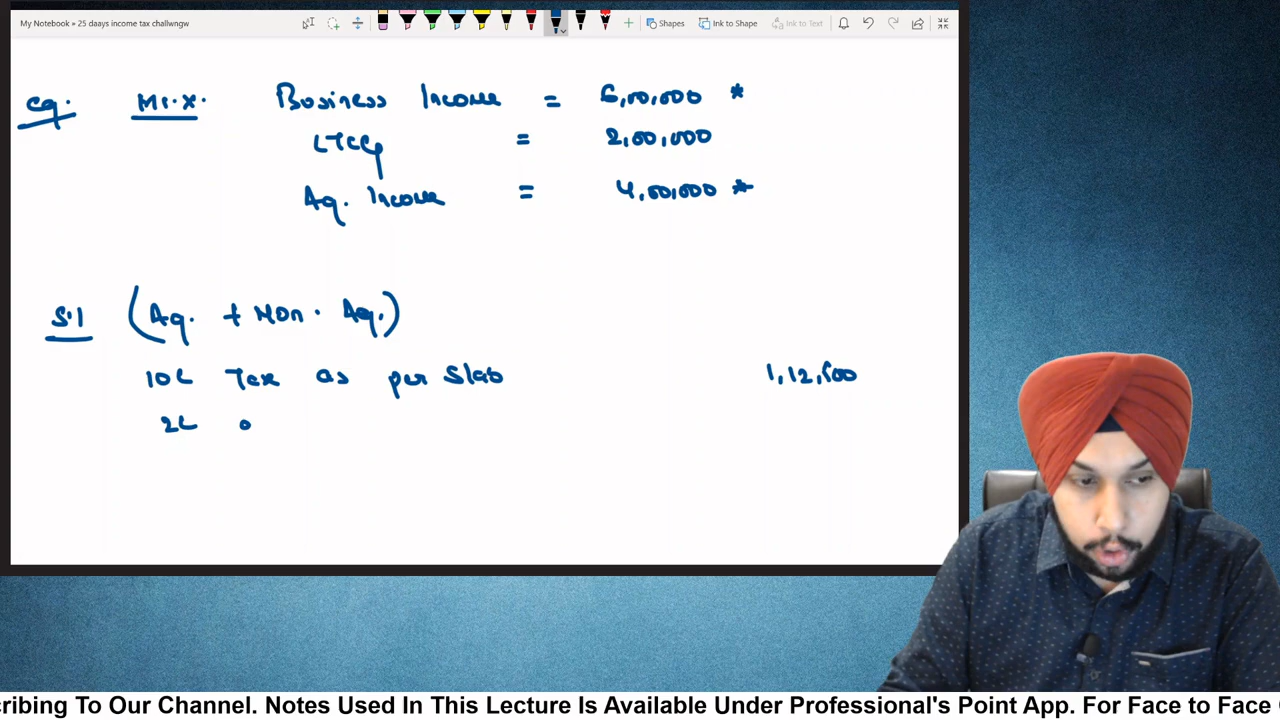 My Notebook » 25 daays income tax challwngw
Shapes
Ink to Shape
Ink to Text
eg. Mr.X. Business Income = 6,00,000 *
LTCG = 2,00,000
Ag. Income = 4,00,000 *
S.1 (Ag. + Non. Ag.)
10L Tax as per Slab 1,12,500
2L
cribing To Our Channel. Notes Used In This Lecture Is Available Under Professional's Point App. For Face to Face